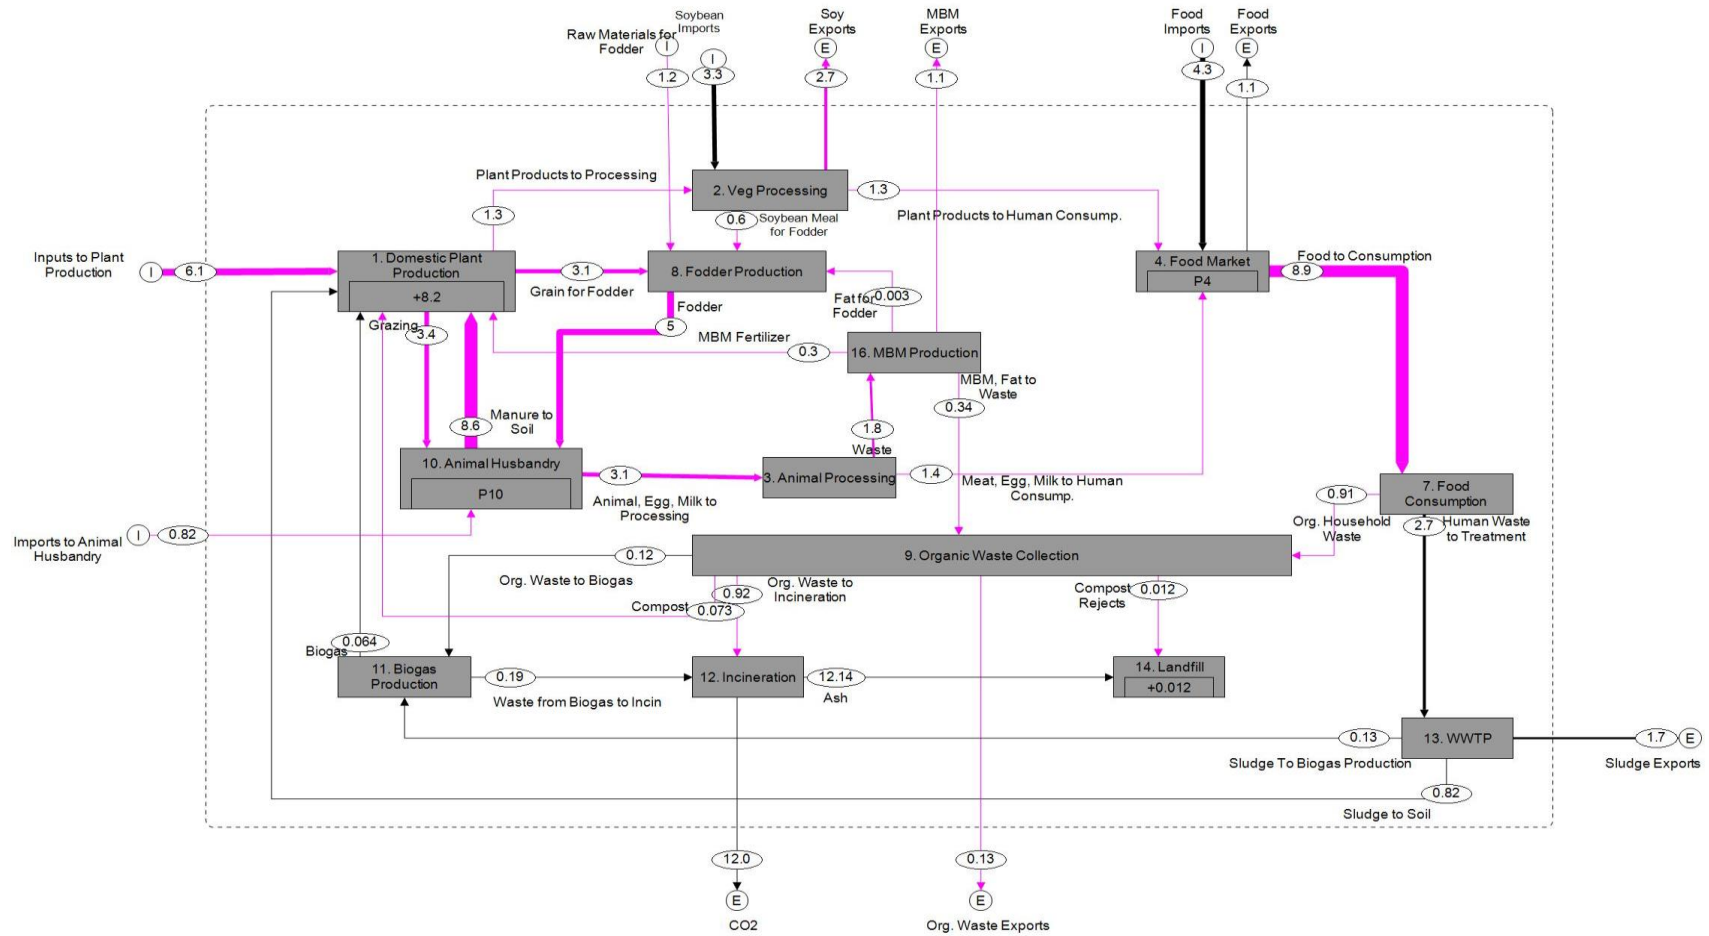 Soybean
Imports
Soy
Exports
MBM
Exports
Food
Imports
Food
Exports
Raw Materials for
Fodder
I
I
E
E
I
E
1.2
3.3
2.7
1.1
4.3
1.1
Plant Products to Processing
2. Veg Processing
1.3
1.3
0.6
Soybean Meal
for Fodder
Plant Products to Human Consump.
Inputs to Plant
Production
I
6.1
1. Domestic Plant
Production
+8.2
3.1
Grain for Fodder
8. Fodder Production
4. Food Market
P4
Food to Consumption
8.9
Fat for
Fodder
0.003
Fodder
5
Grazing
3.4
MBM Fertilizer
0.3
16. MBM Production
MBM, Fat to
Waste
0.34
Manure to
Soil
8.6
1.8
Waste
10. Animal Husbandry
P10
3.1
Animal, Egg, Milk to
Processing
3. Animal Processing
1.4
Meat, Egg, Milk to Human
Consump.
7. Food
Consumption
0.91
Org. Household
Waste
2.7
Human Waste
to Treatment
Imports to Animal
Husbandry
I
0.82
9. Organic Waste Collection
0.12
Org. Waste to Biogas
0.92
Org. Waste to
Incineration
Compost
0.073
Compost
Rejects
0.012
0.064
Biogas
11. Biogas
Production
0.19
Waste from Biogas to Incin
12. Incineration
12.14
Ash
14. Landfill
+0.012
0.13
Sludge To Biogas Production
13. WWTP
1.7
E
Sludge Exports
0.82
Sludge to Soil
12.0
E
CO2
0.13
E
Org. Waste Exports